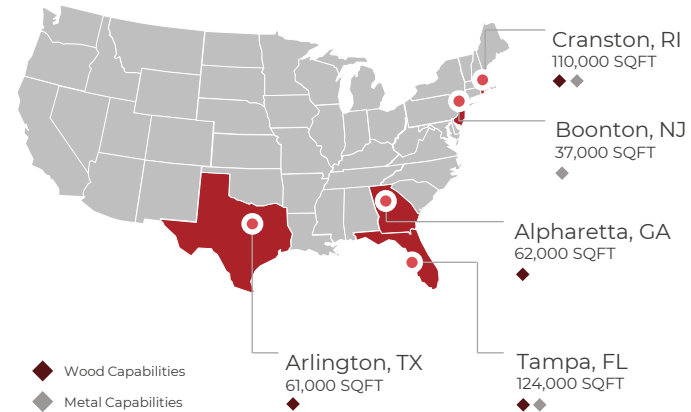 Cranston, RI
110,000 SQFT
Boonton, NJ
37,000 SQFT
Alpharetta, GA
62,000 SQFT
Arlington, TX
61,000 SQFT
Tampa, FL
124,000 SQFT
Wood Capabilities
Metal Capabilities